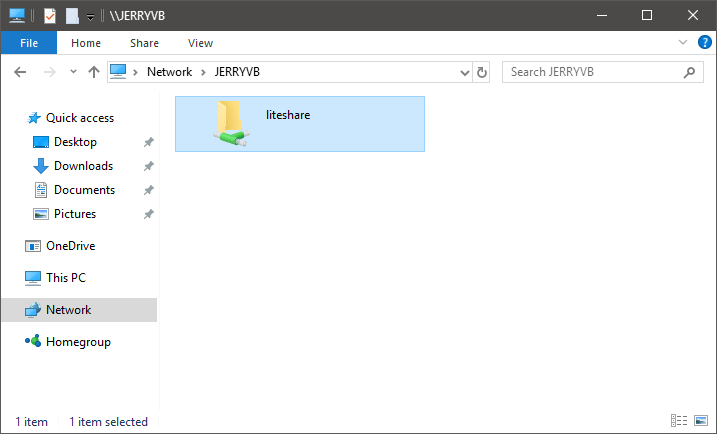 \\JERRYVB
File Home Share View
Network JERRYVB Search JERRYVB
liteshare
Quick access
Desktop
Downloads
Documents
Pictures
OneDrive
This PC
Network
Homegroup
1 item 1 item selected